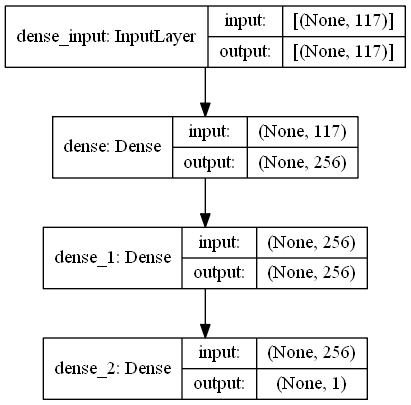 dense_input: InputLayer
input: [(None, 117)]
output: [(None, 117)]
dense: Dense
input: (None, 117)
output: (None, 256)
dense_1: Dense
input: (None, 256)
output: (None, 256)
dense_2: Dense
input: (None, 256)
output: (None, 1)